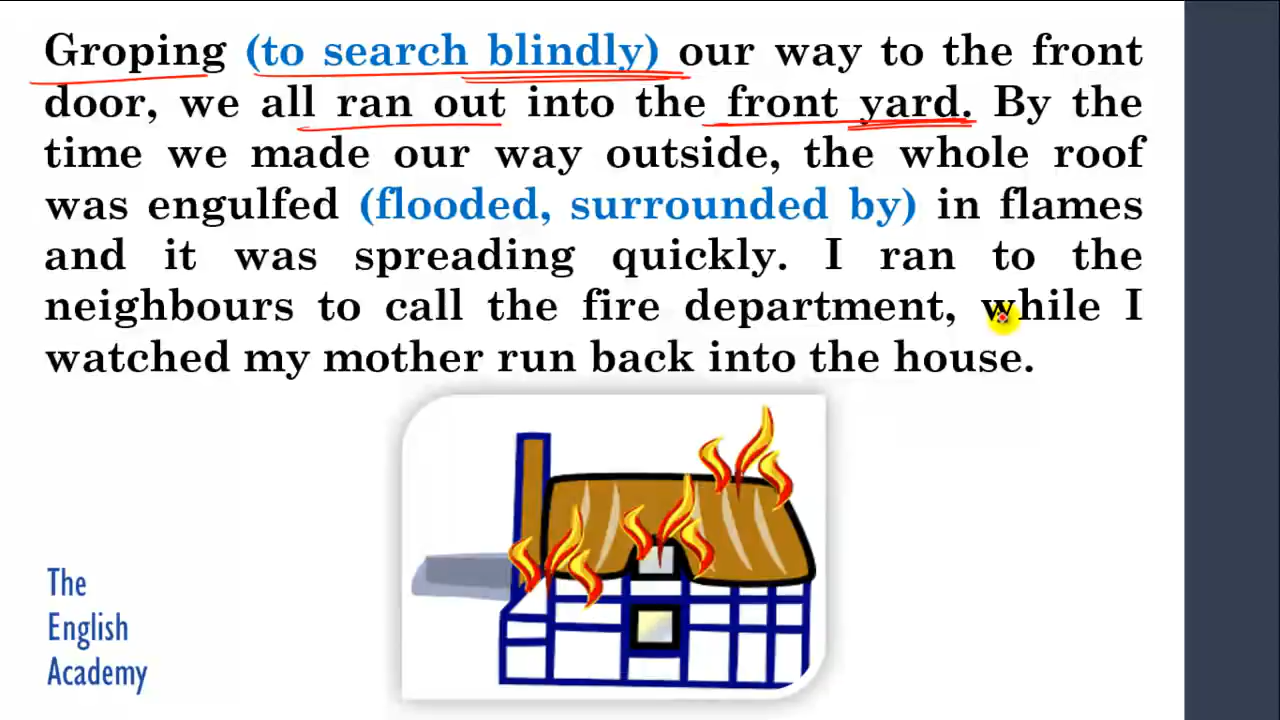 Groping (to search blindly) our way to the front
door, we all ran out into the front yard. By the
time we made our way outside, the whole roof
was engulfed (flooded, surrounded by) in flames
and it was spreading quickly. I ran to the
neighbours to call the fire department, while I
watched my mother run back into the house.
The
English
Academy